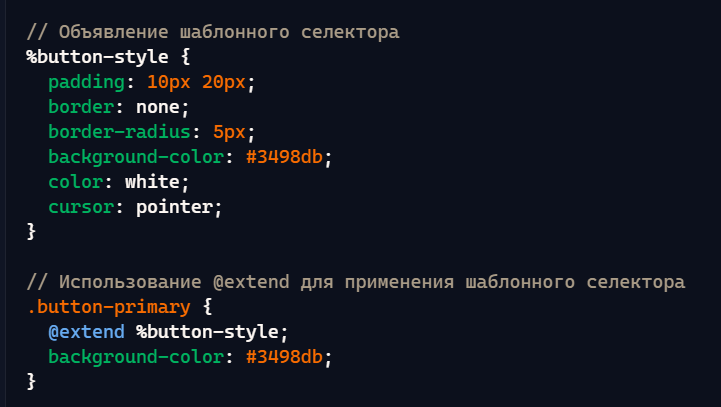 // Объявление шаблонного селектора
%button-style {
  padding: 10px 20px;
  border: none;
  border-radius: 5px;
  background-color: #3498db;
  color: white;
  cursor: pointer;
}

// Использование @extend для применения шаблонного селектора
.button-primary {
  @extend %button-style;
  background-color: #3498db;
}